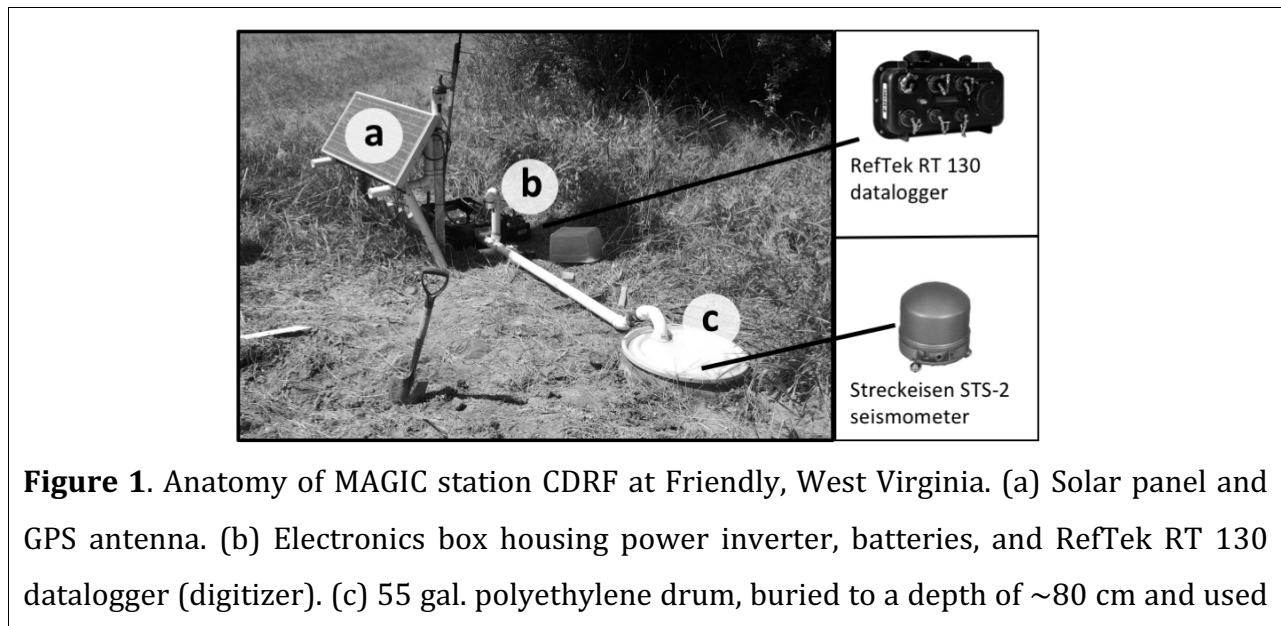 a
b
c
RefTek RT 130
datalogger
Streckeisen STS-2
seismometer
Figure 1. Anatomy of MAGIC station CDRF at Friendly, West Virginia. (a) Solar panel and
GPS antenna. (b) Electronics box housing power inverter, batteries, and RefTek RT 130
datalogger (digitizer). (c) 55 gal. polyethylene drum, buried to a depth of ~80 cm and used